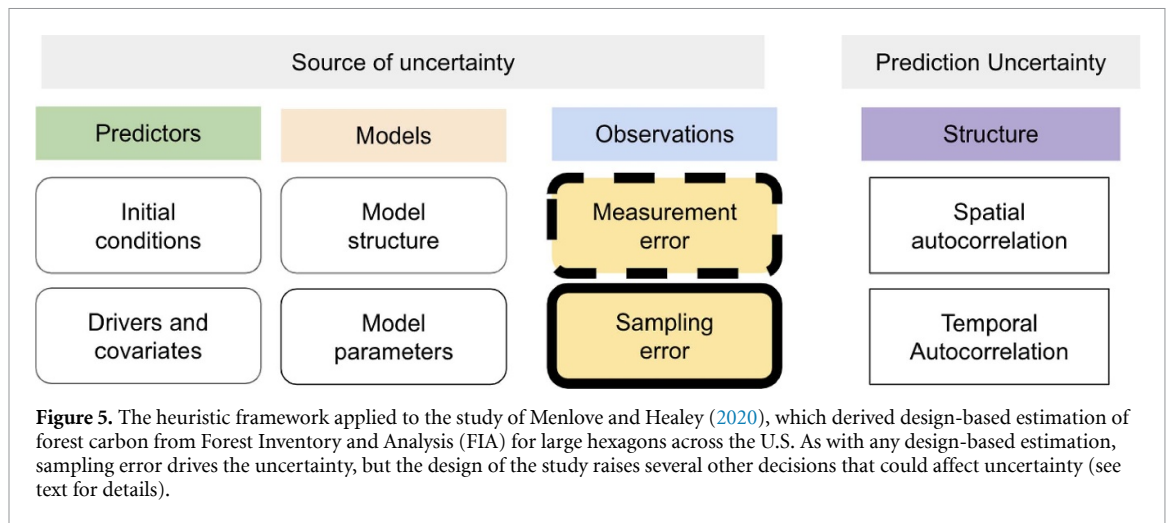 Source of uncertainty
Prediction Uncertainty
Predictors
Models
Observations
Structure
Initial
conditions
Model
structure
Measurement
error
Spatial
autocorrelation
Drivers and
covariates
Model
parameters
Sampling
error
Temporal
Autocorrelation
Figure 5. The heuristic framework applied to the study of Menlove and Healey (2020), which derived design-based estimation of
forest carbon from Forest Inventory and Analysis (FIA) for large hexagons across the U.S. As with any design-based estimation,
sampling error drives the uncertainty, but the design of the study raises several other decisions that could affect uncertainty (see
text for details).